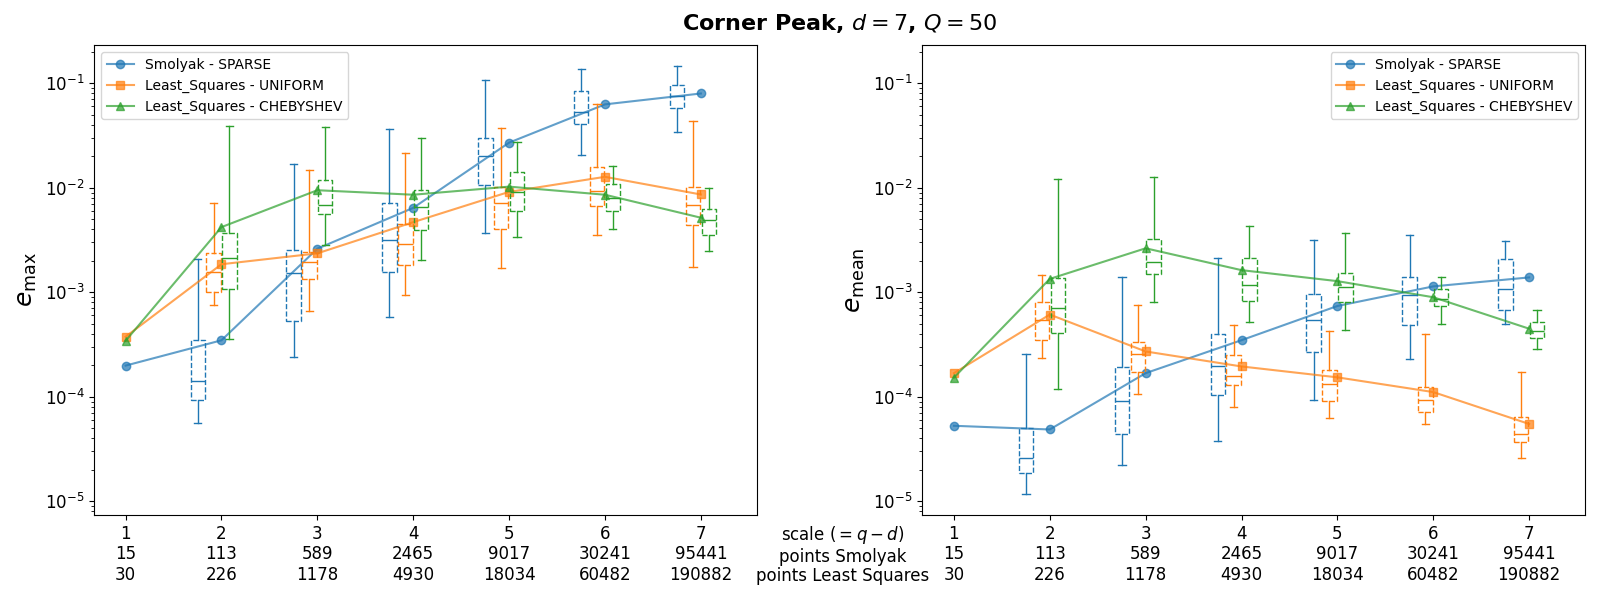 Corner Peak, d = 7, Q = 50
Smolyak - SPARSE
Least_Squares - UNIFORM
Least_Squares - CHEBYSHEV
10⁻¹
10⁻²
10⁻³
10⁻⁴
10⁻⁵
e_max
1 2 3 4 5 6 7
15 113 589 2465 9017 30241 95441
30 226 1178 4930 18034 60482 190882
scale (= q − d)
points Smolyak
points Least Squares
Smolyak - SPARSE
Least_Squares - UNIFORM
Least_Squares - CHEBYSHEV
10⁻¹
10⁻²
10⁻³
10⁻⁴
10⁻⁵
e_mean
1 2 3 4 5 6 7
15 113 589 2465 9017 30241 95441
30 226 1178 4930 18034 60482 190882